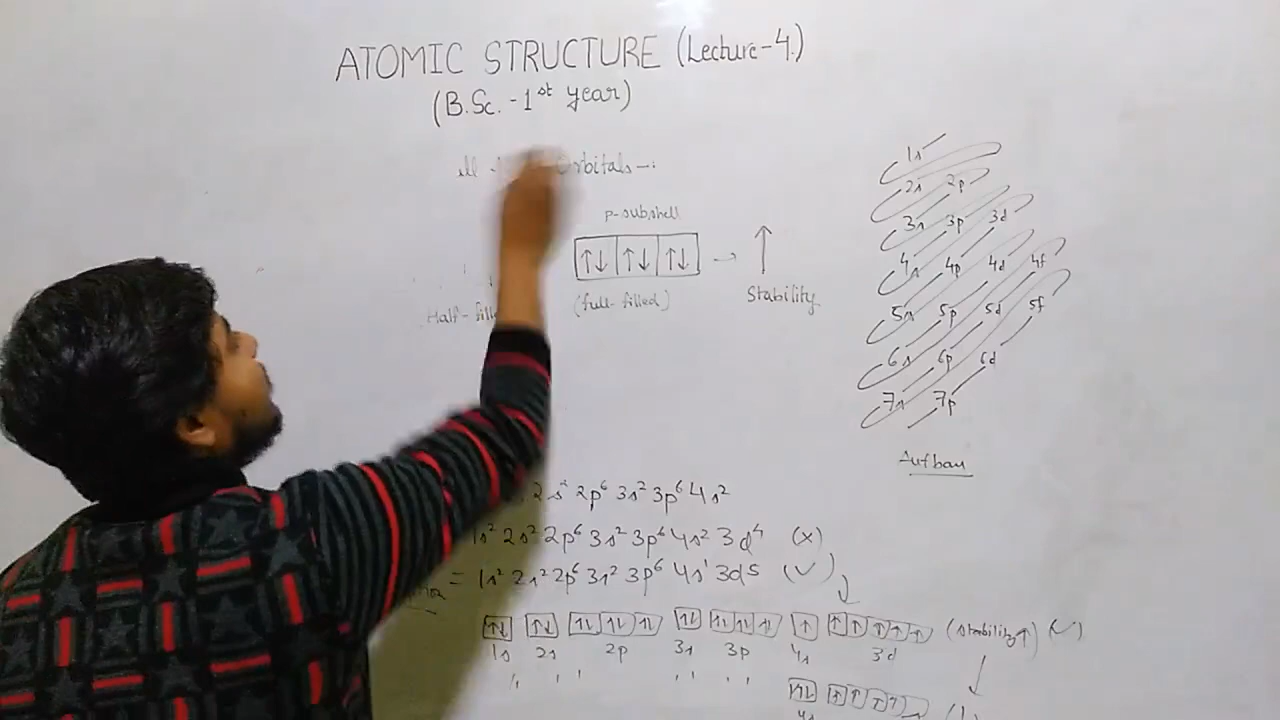 ATOMIC STRUCTURE (Lecture-4.)
(B.Sc. - 1st year)
Orbitals -:
p-subshell
↑↓ ↑↓ ↑↓ → ↑
Half-
(full-filled)
Stability
1s
2s 2p
3s 3p 3d
4s 4p 4d 4f
5s 5p 5d 5f
6s 6p 6d
7s 7p
Aufbau
2s² 2p⁶ 3s² 3p⁶ 4s²
1s² 2s² 2p⁶ 3s² 3p⁶ 4s² 3d⁴ (×)
= 1s² 2s² 2p⁶ 3s² 3p⁶ 4s¹ 3d5 (✓)
↑↓ ↑↓ ↑↓ ↑↓ ↑↓ ↑↓ ↑↓ ↑↓ ↑↓ ↑ ↑ ↑ ↑ ↑ ↑ (stability↑) (✓)
1s 2s 2p 3s 3p 4s 3d
,, ,, ,, ,,
↑↓ ↑ ↑ ↑ ↑
4s